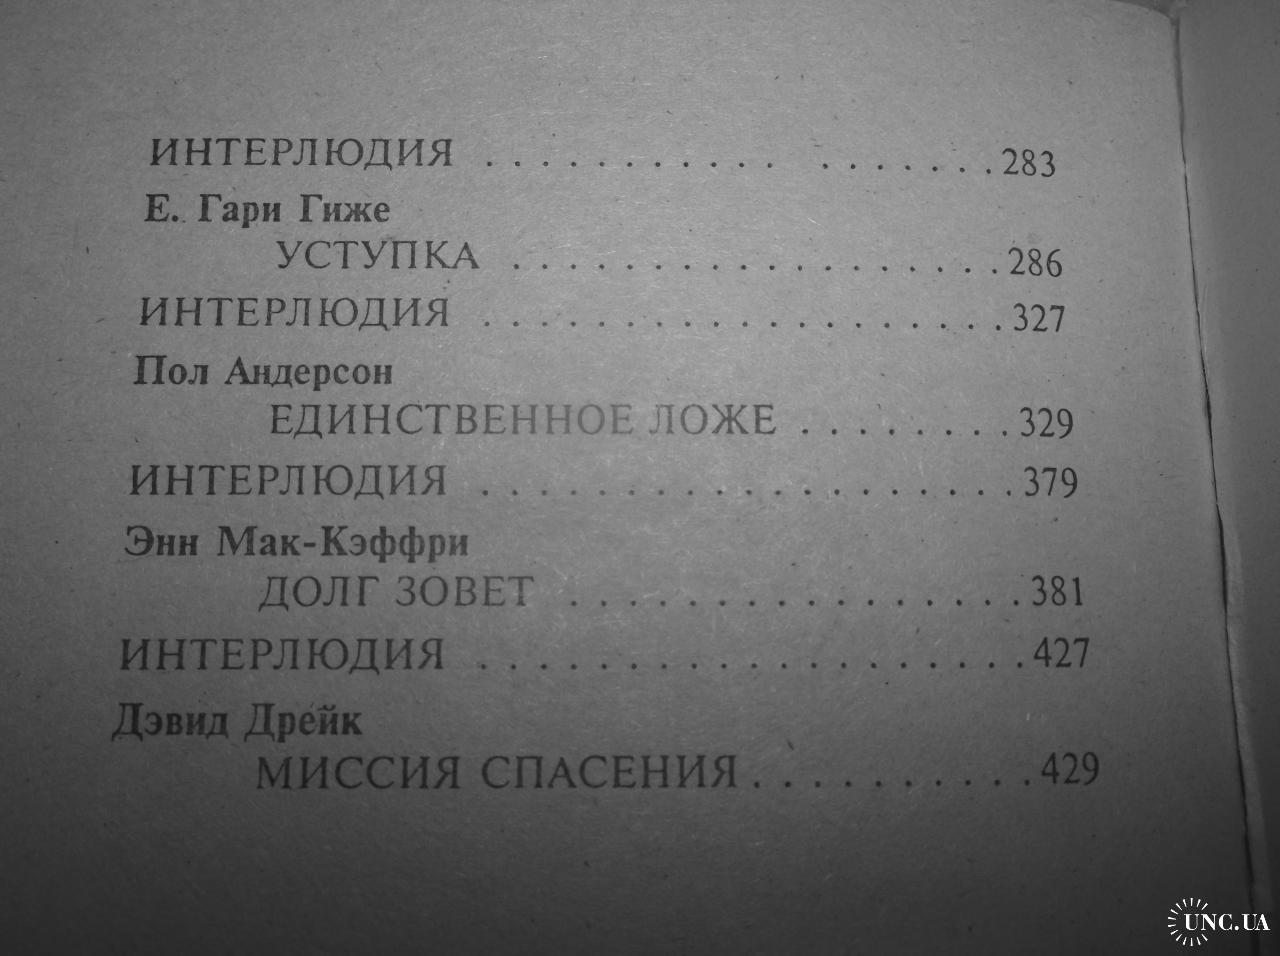 ИНТЕРЛЮДИЯ . . . . . . . . . . . . . . . . . . 283
Е. Гари Гиже
УСТУПКА . . . . . . . . . . . . . . . . . . 286
ИНТЕРЛЮДИЯ . . . . . . . . . . . . . . . . . . . 327
Пол Андерсон
ЕДИНСТВЕННОЕ ЛОЖЕ . . . . . . . . 329
ИНТЕРЛЮДИЯ . . . . . . . . . . . . . . . . . . . 379
Энн Мак-Кэффри
ДОЛГ ЗОВЕТ . . . . . . . . . . . . . . . . 381
ИНТЕРЛЮДИЯ . . . . . . . . . . . . . . . . . . . 427
Дэвид Дрейк
МИССИЯ СПАСЕНИЯ . . . . . . . . . . 429
UNC.UA